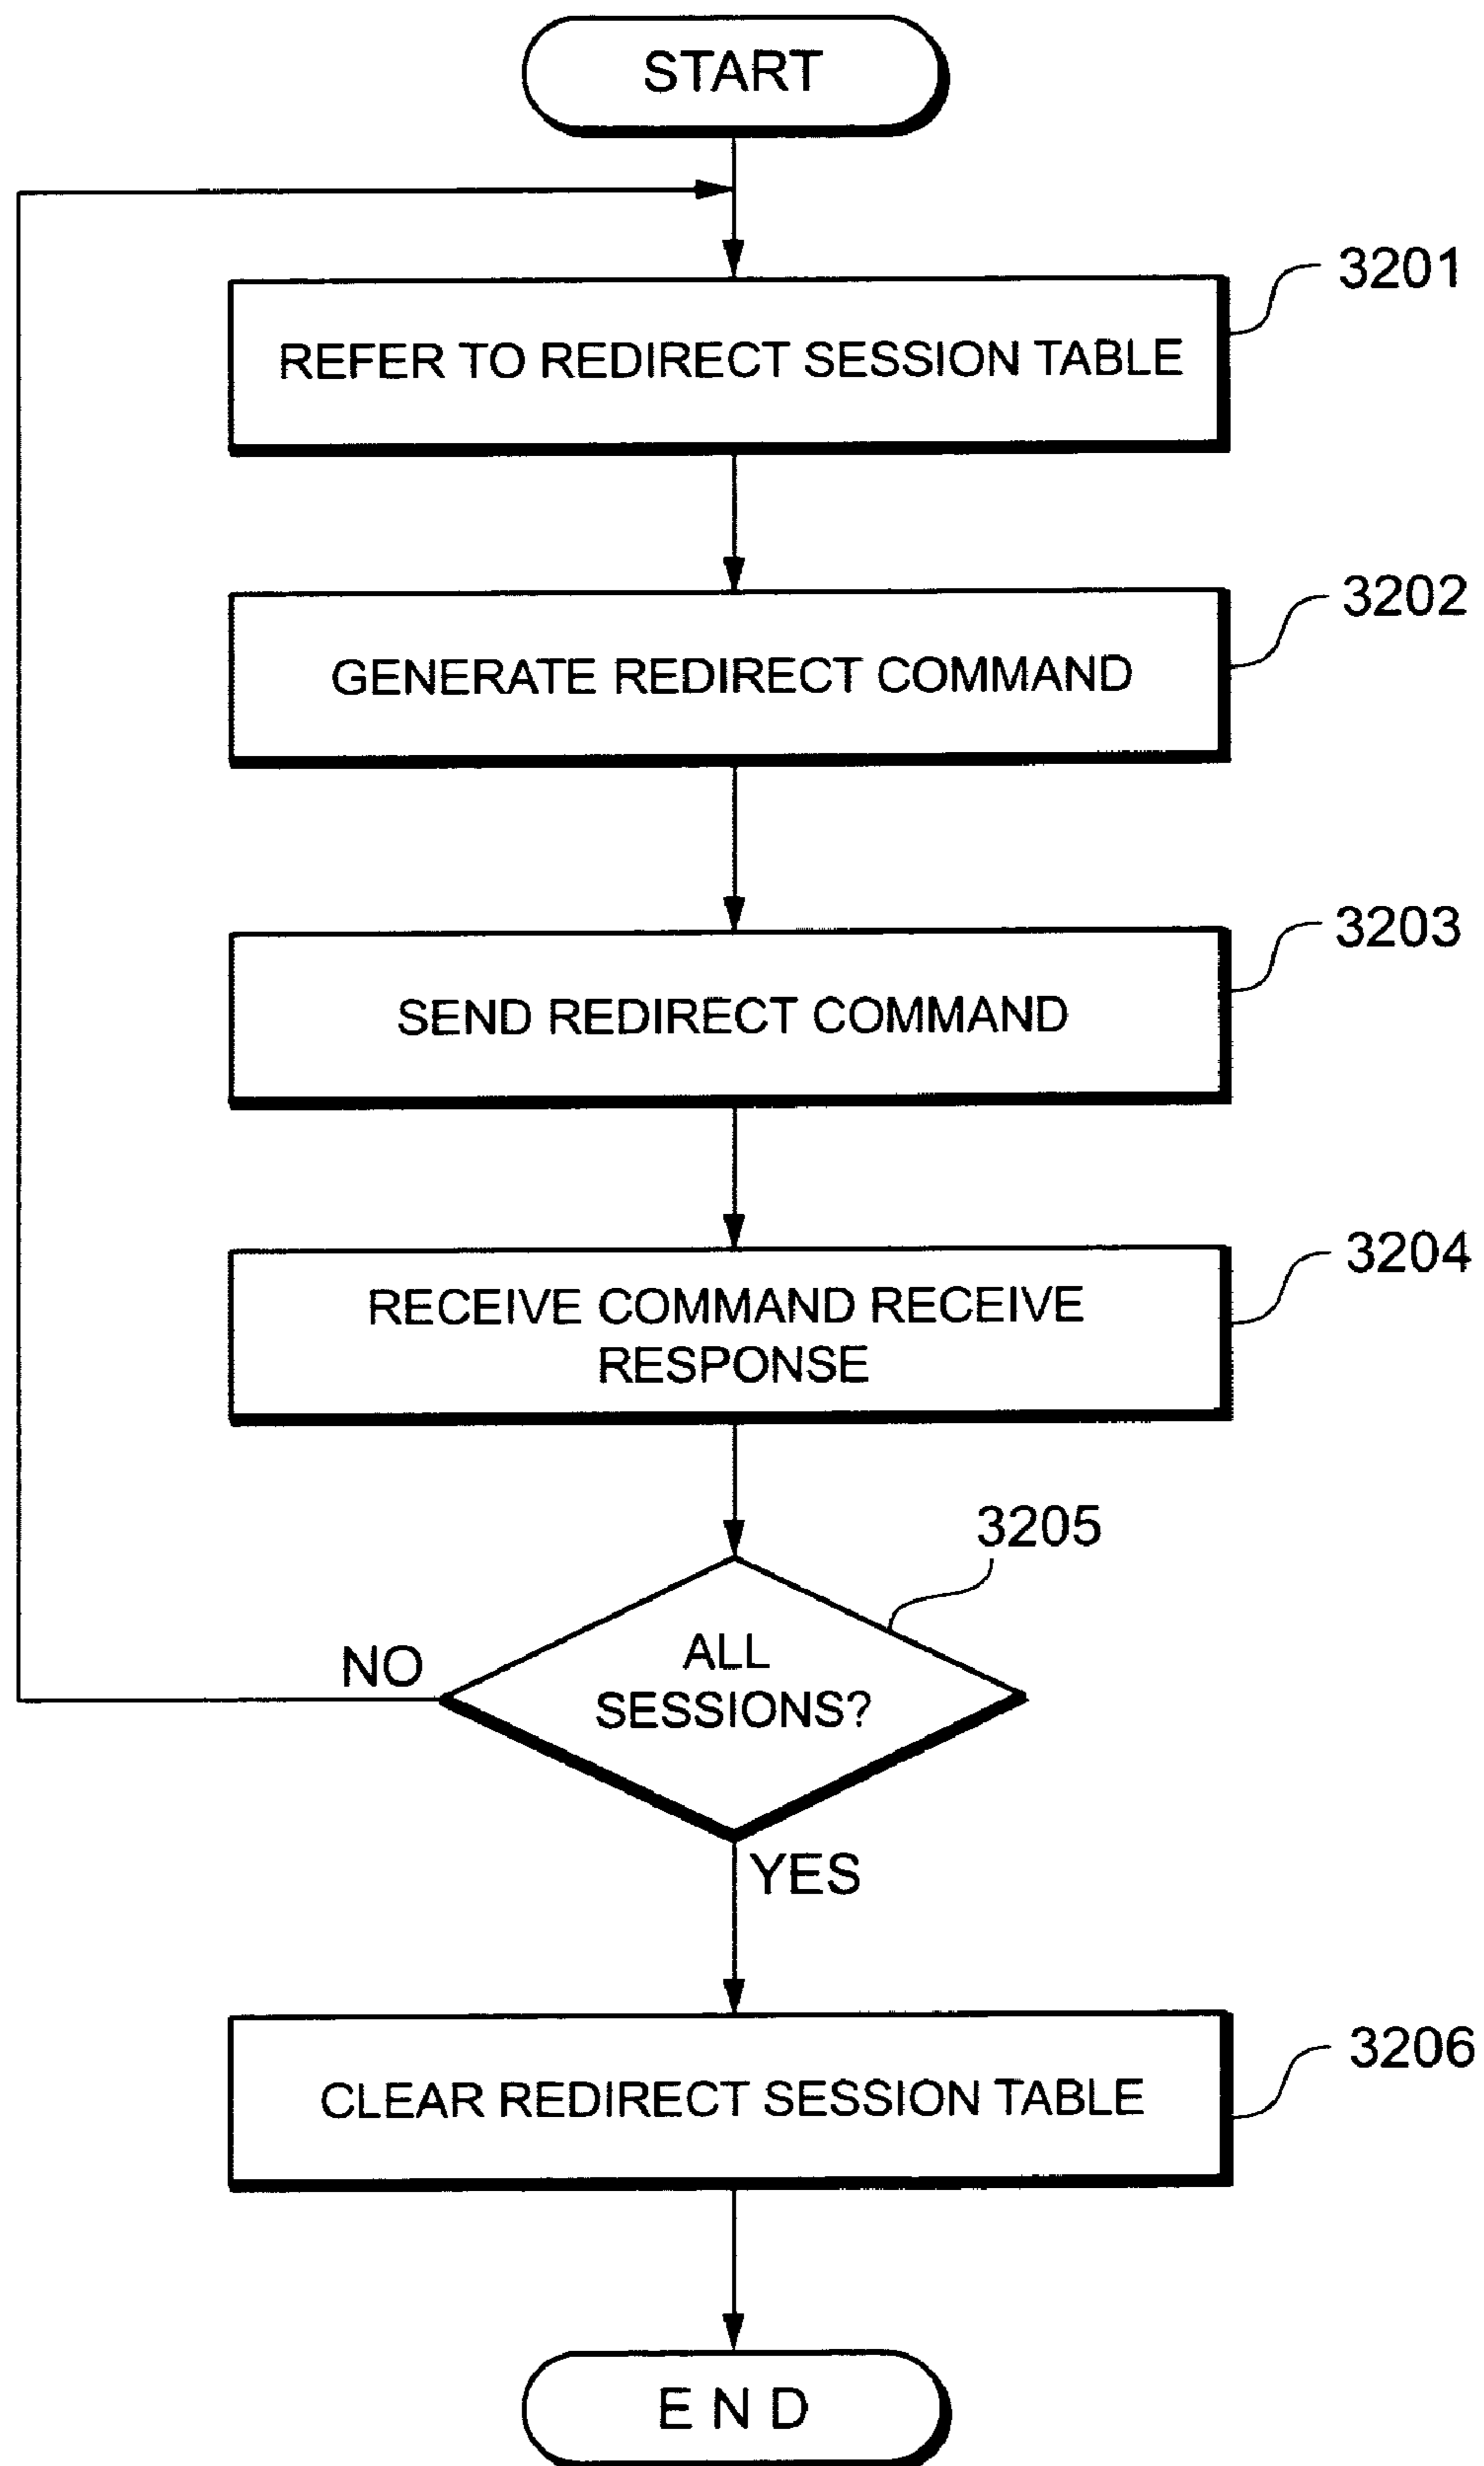 START
3201
REFER TO REDIRECT SESSION TABLE
3202
GENERATE REDIRECT COMMAND
3203
SEND REDIRECT COMMAND
3204
RECEIVE COMMAND RECEIVE
RESPONSE
3205
ALL
SESSIONS?
NO
YES
3206
CLEAR REDIRECT SESSION TABLE
END